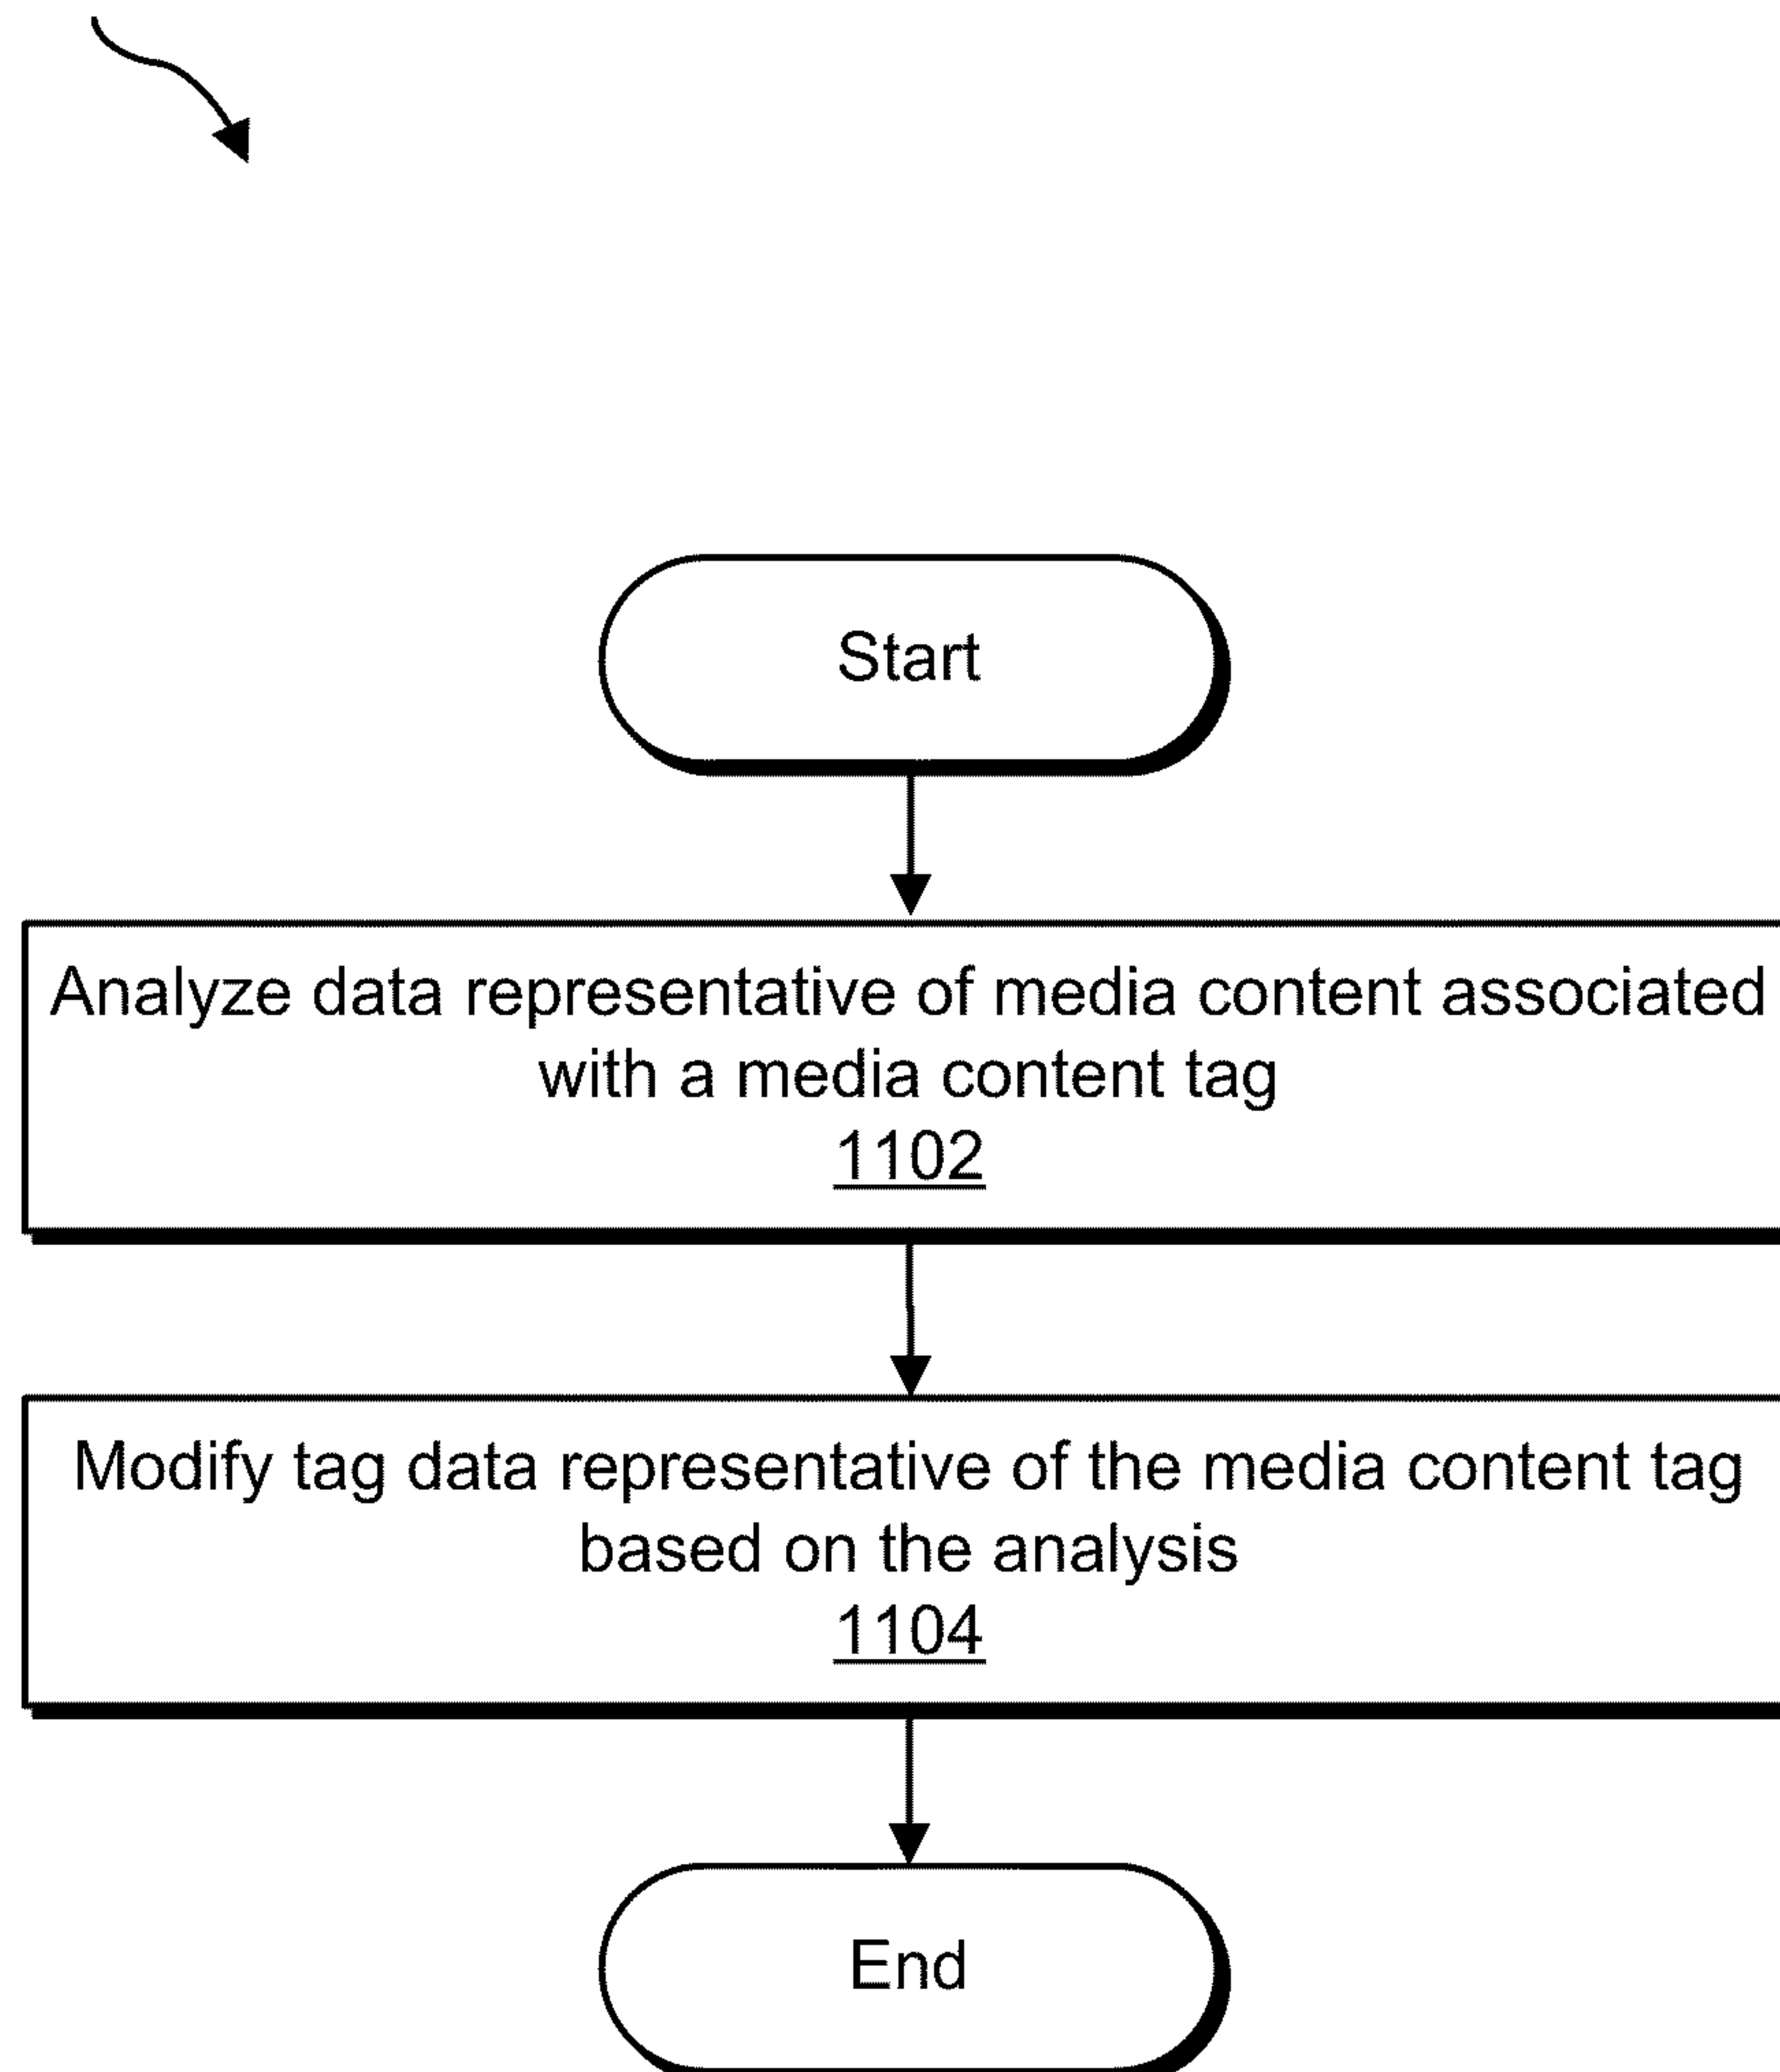 Start
Analyze data representative of media content associated
with a media content tag
1102
Modify tag data representative of the media content tag
based on the analysis
1104
End